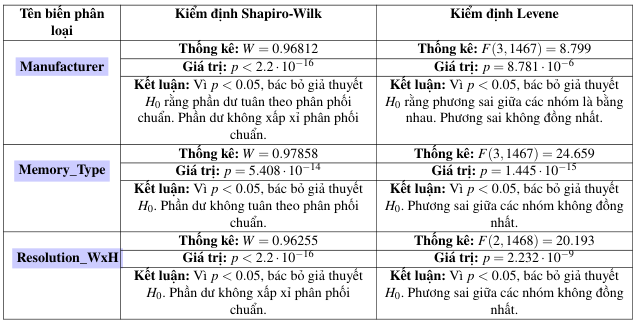 Tên biến phân Kiểm định Shapiro-Wilk Kiểm định Levene
loại
Thống kê: W = 0.96812 Thống kê: F(3,1467) = 8.799
Manufacturer Giá trị: p < 2.2 · 10⁻¹⁶ Giá trị: p = 8.781 · 10⁻⁶
Kết luận: Vì p < 0.05, bác bỏ giả thuyết Kết luận: Vì p < 0.05, bác bỏ giả thuyết
H₀ rằng phần dư tuân theo phân phối H₀ rằng phương sai giữa các nhóm là bằng
chuẩn. Phần dư không xấp xỉ phân phối nhau. Phương sai không đồng nhất.
chuẩn.
Thống kê: W = 0.97858 Thống kê: F(3,1467) = 24.659
Memory_Type Giá trị: p = 5.408 · 10⁻¹⁴ Giá trị: p = 1.445 · 10⁻¹⁵
Kết luận: Vì p < 0.05, bác bỏ giả thuyết Kết luận: Vì p < 0.05, bác bỏ giả thuyết
H₀. Phần dư không tuân theo phân phối H₀. Phương sai giữa các nhóm không đồng
chuẩn. nhất.
Thống kê: W = 0.96255 Thống kê: F(2,1468) = 20.193
Resolution_WxH Giá trị: p < 2.2 · 10⁻¹⁶ Giá trị: p = 2.232 · 10⁻⁹
Kết luận: Vì p < 0.05, bác bỏ giả thuyết Kết luận: Vì p < 0.05, bác bỏ giả thuyết
H₀. Phần dư không xấp xỉ phân phối H₀. Phương sai giữa các nhóm không đồng
chuẩn. nhất.